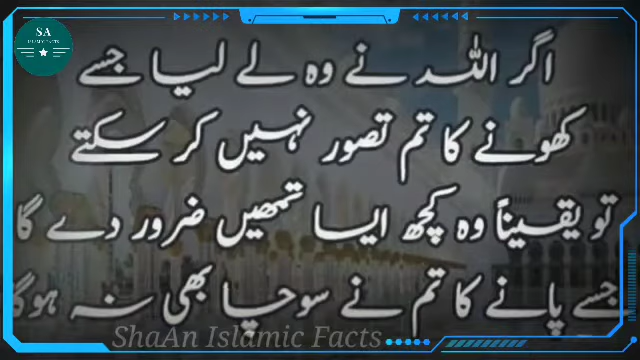 SA
ISLAMIC FACTS
اگر اللہ نے وہ لے لیا جسے
کھونے کا تم تصور نہیں کر سکتے
تو یقیناً وہ کچھ ایسا تمھیں ضرور دے گا
جسے پانے کا تم نے سوچا بھی نہ ہوگا
ShaAn Islamic Facts